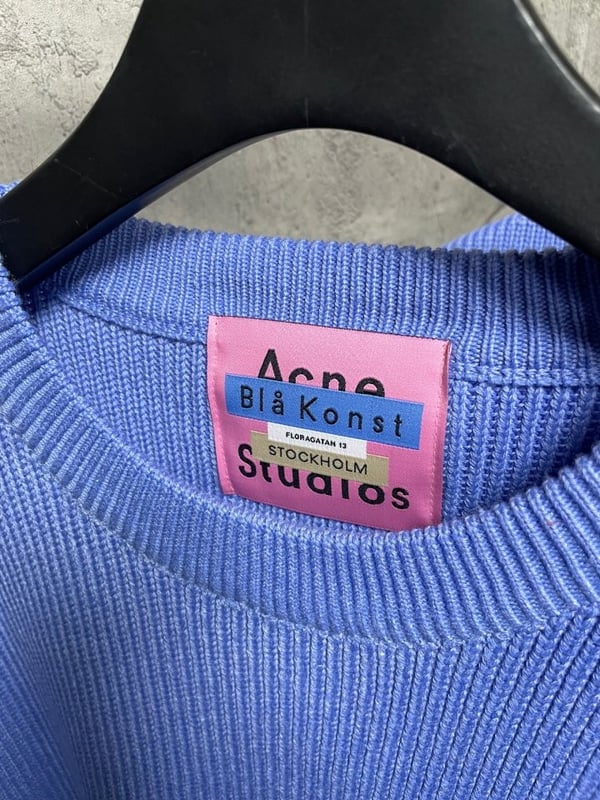 Acne
Blå Konst
FLORAGATAN 13
STOCKHOLM
Studios